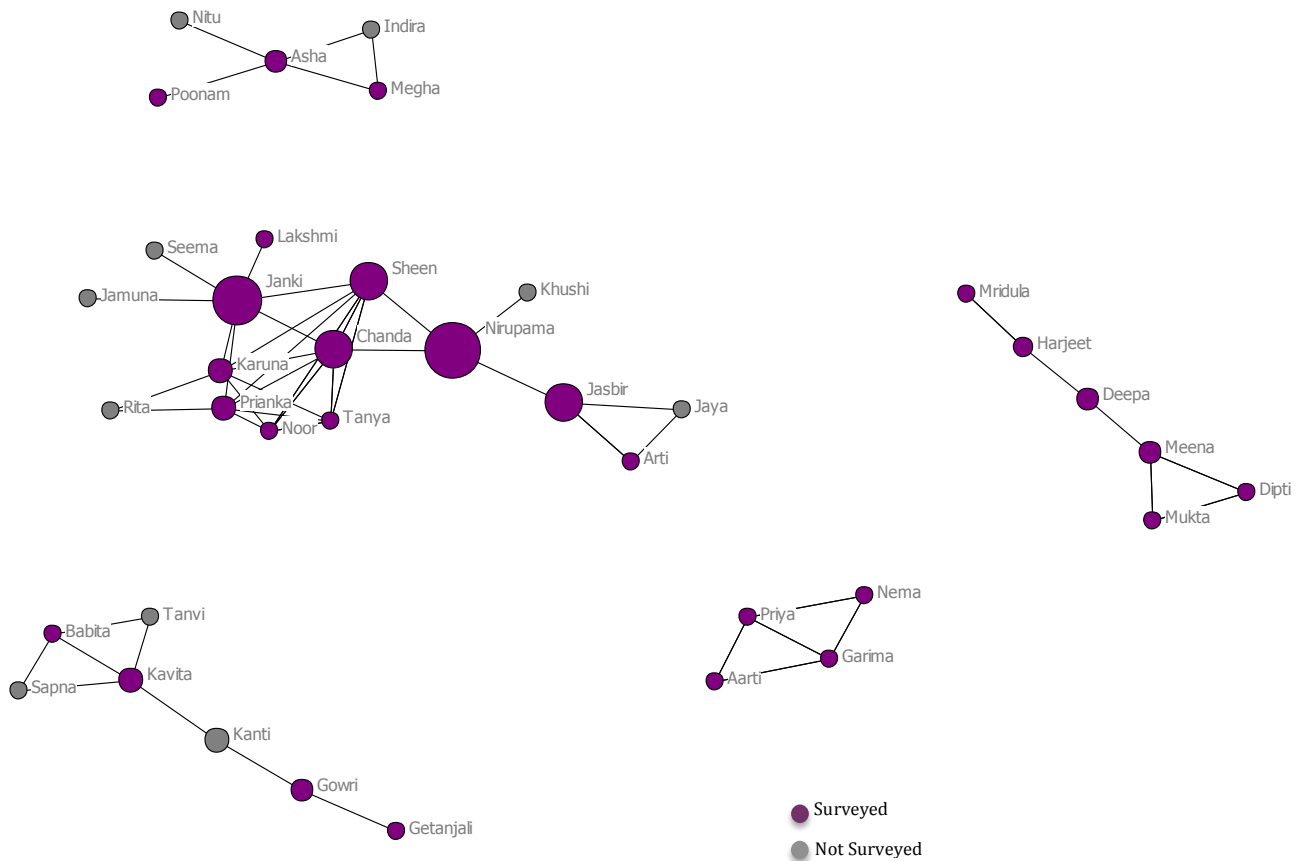 Nitu
Indira
Asha
Poonam
Megha
Lakshmi
Seema
Sheen
Janki
Jamuna
Khushi
Nirupama
Chanda
Karuna
Prianka
Rita
Tanya
Noor
Jasbir
Jaya
Arti
Mridula
Harjeet
Deepa
Meena
Dipti
Mukta
Tanvi
Babita
Kavita
Sapna
Kanti
Gowri
Getanjali
Nema
Priya
Garima
Aarti
Surveyed
Not Surveyed